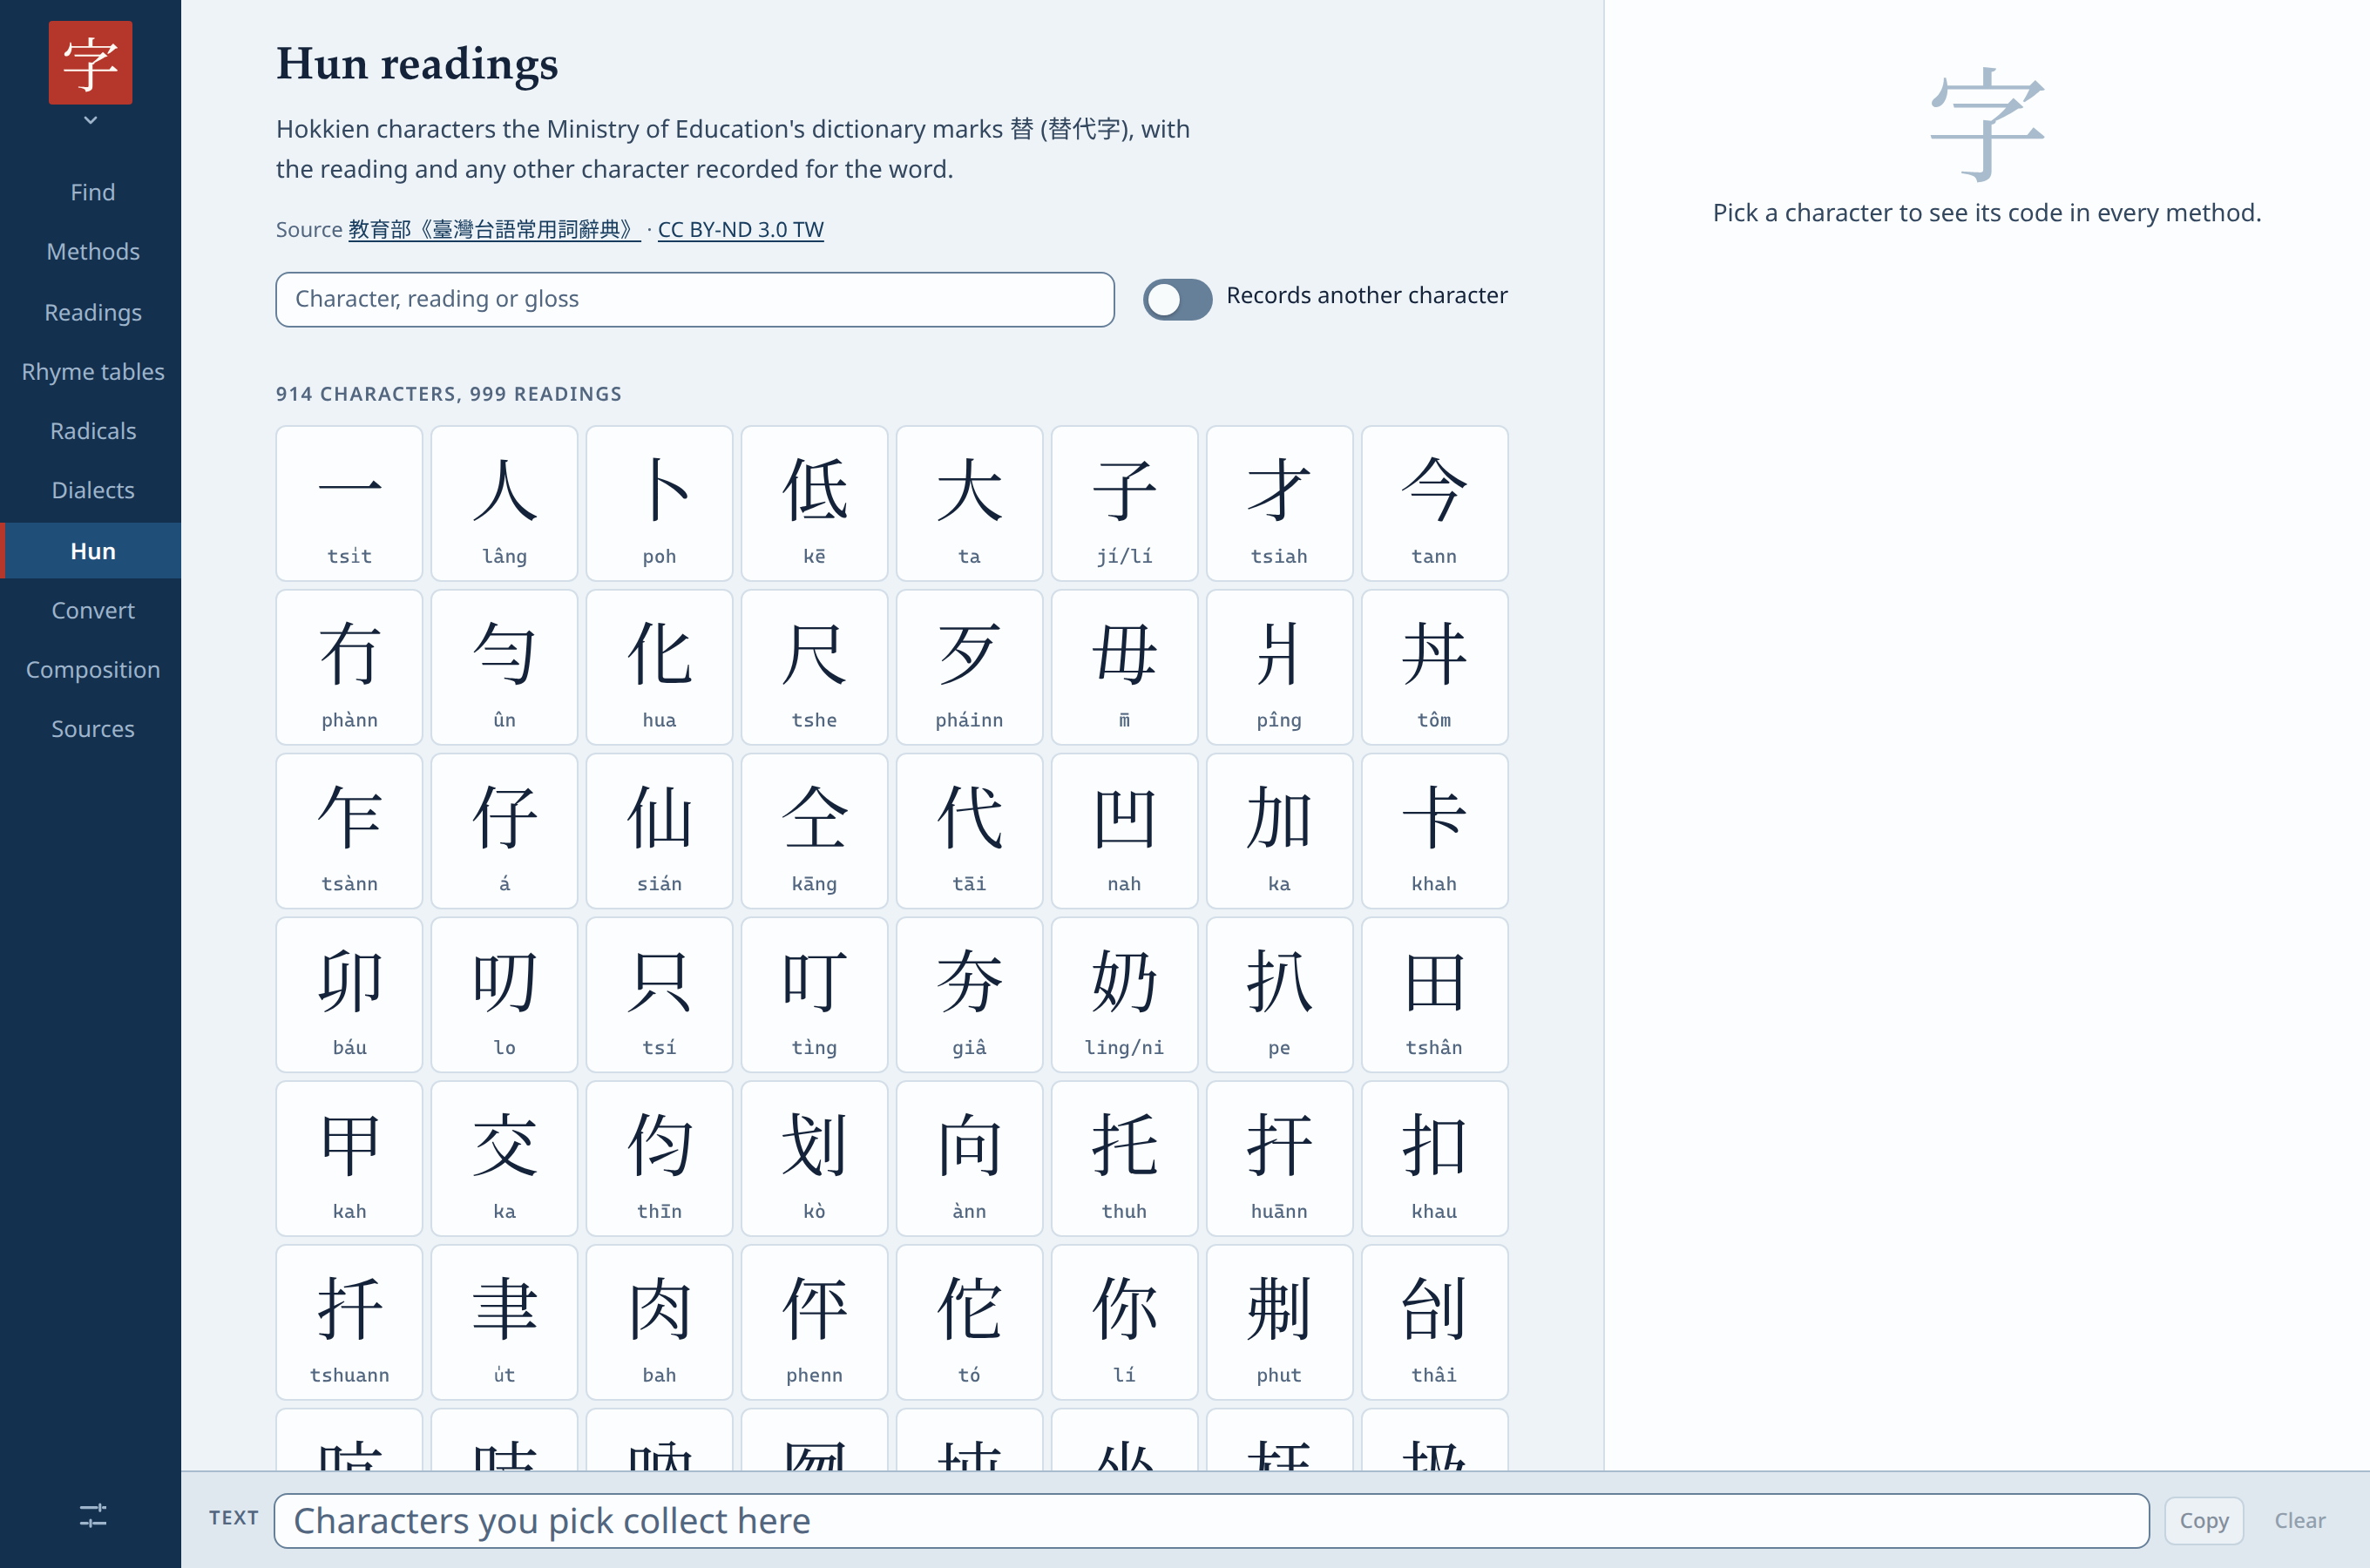 字
Find
Methods
Readings
Rhyme tables
Radicals
Dialects
Hun
Convert
Composition
Sources
Hun readings
Hokkien characters the Ministry of Education's dictionary marks 替 (替代字), with
the reading and any other character recorded for the word.
Source 教育部《臺灣台語常用詞辭典》 · CC BY-ND 3.0 TW
Character, reading or gloss
Records another character
914 CHARACTERS, 999 READINGS
一 人 卜 低 大 子 才 今
tsi̍t lâng poh kē ta jí/lí tsiah tann
冇 勻 化 尺 歹 毋 爿 丼
phànn ûn hua tshe pháinn m̄ pîng tôm
乍 仔 仙 仝 代 凹 加 卡
tsànn á sián kāng tāi nah ka khah
卯 叨 只 叮 夯 奶 扒 田
báu lo tsí tìng giâ ling/ni pe tshân
甲 交 伨 划 向 托 扞 扣
kah ka thīn kò ànn thuh huānn khau
扦 聿 肉 伻 佗 你 刜 刣
tshuann u̍t bah phenn tó lí phut thâi
字
Pick a character to see its code in every method.
TEXT
Characters you pick collect here
Copy
Clear